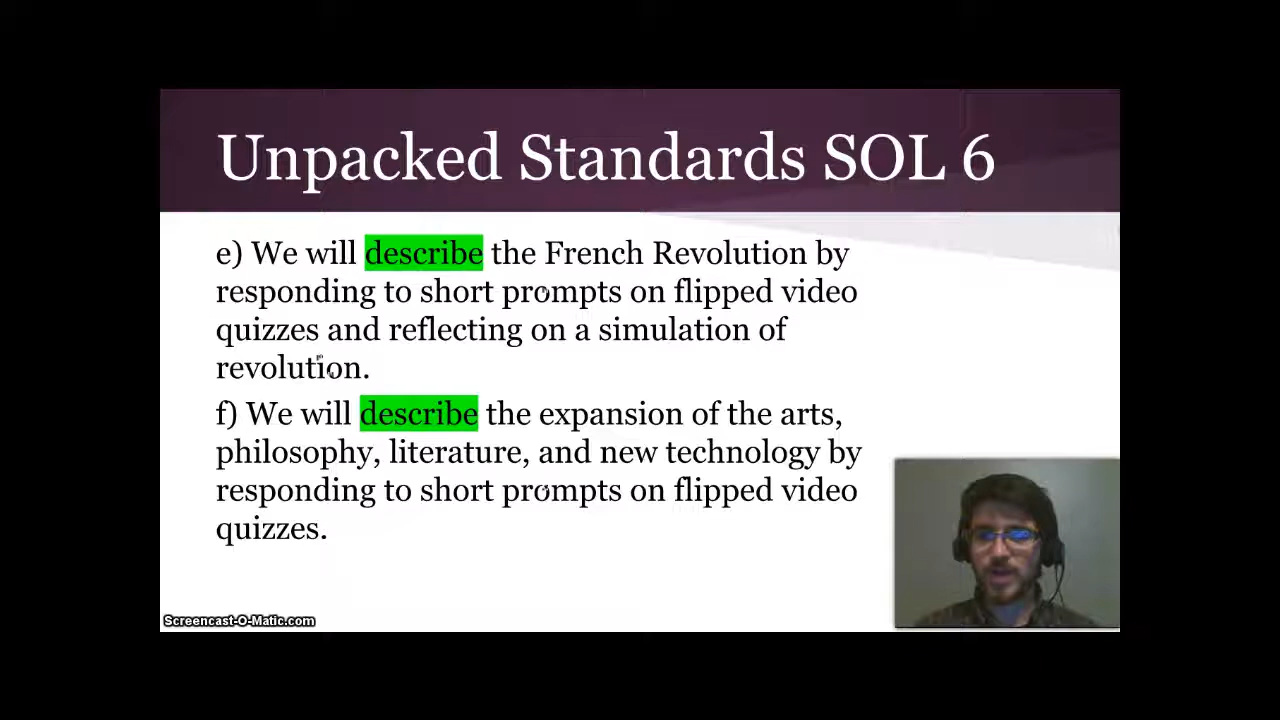 Unpacked Standards SOL 6
e) We will describe the French Revolution by
responding to short prompts on flipped video
quizzes and reflecting on a simulation of
revolution.
f) We will describe the expansion of the arts,
philosophy, literature, and new technology by
responding to short prompts on flipped video
quizzes.
Screencast-O-Matic.com